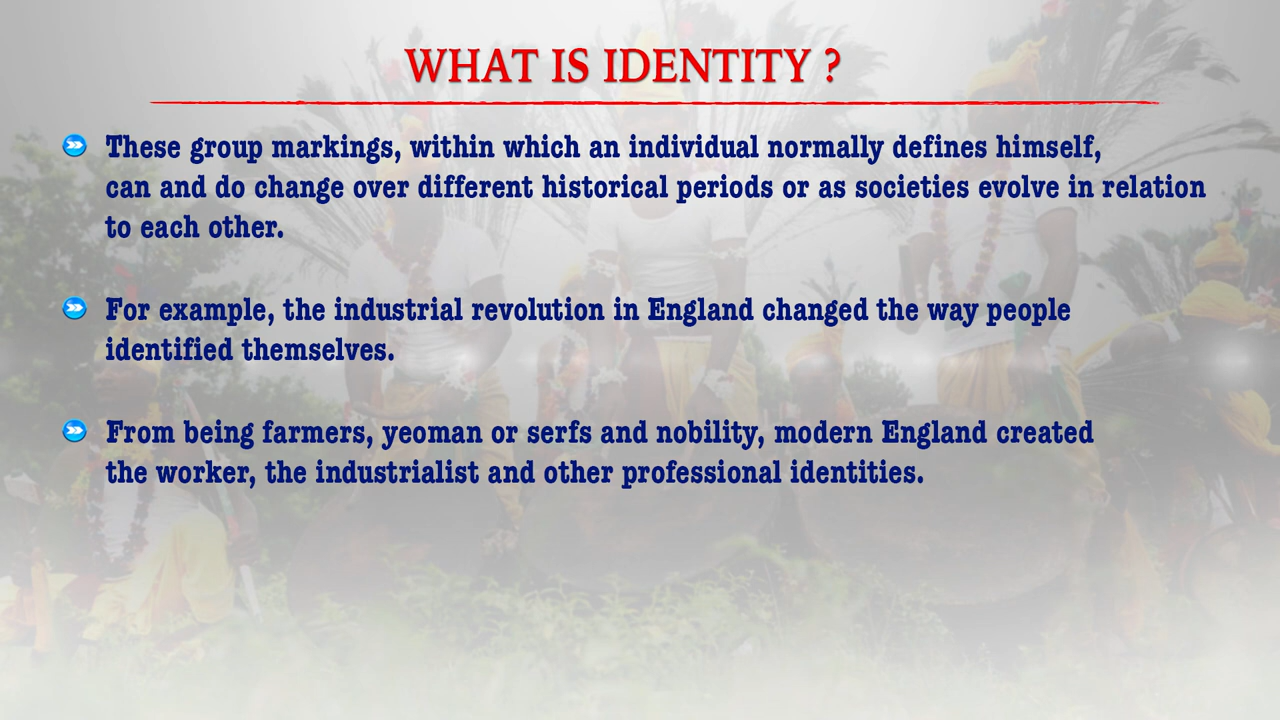 WHAT IS IDENTITY ?
These group markings, within which an individual normally defines himself,
can and do change over different historical periods or as societies evolve in relation
to each other.
For example, the industrial revolution in England changed the way people
identified themselves.
From being farmers, yeoman or serfs and nobility, modern England created
the worker, the industrialist and other professional identities.